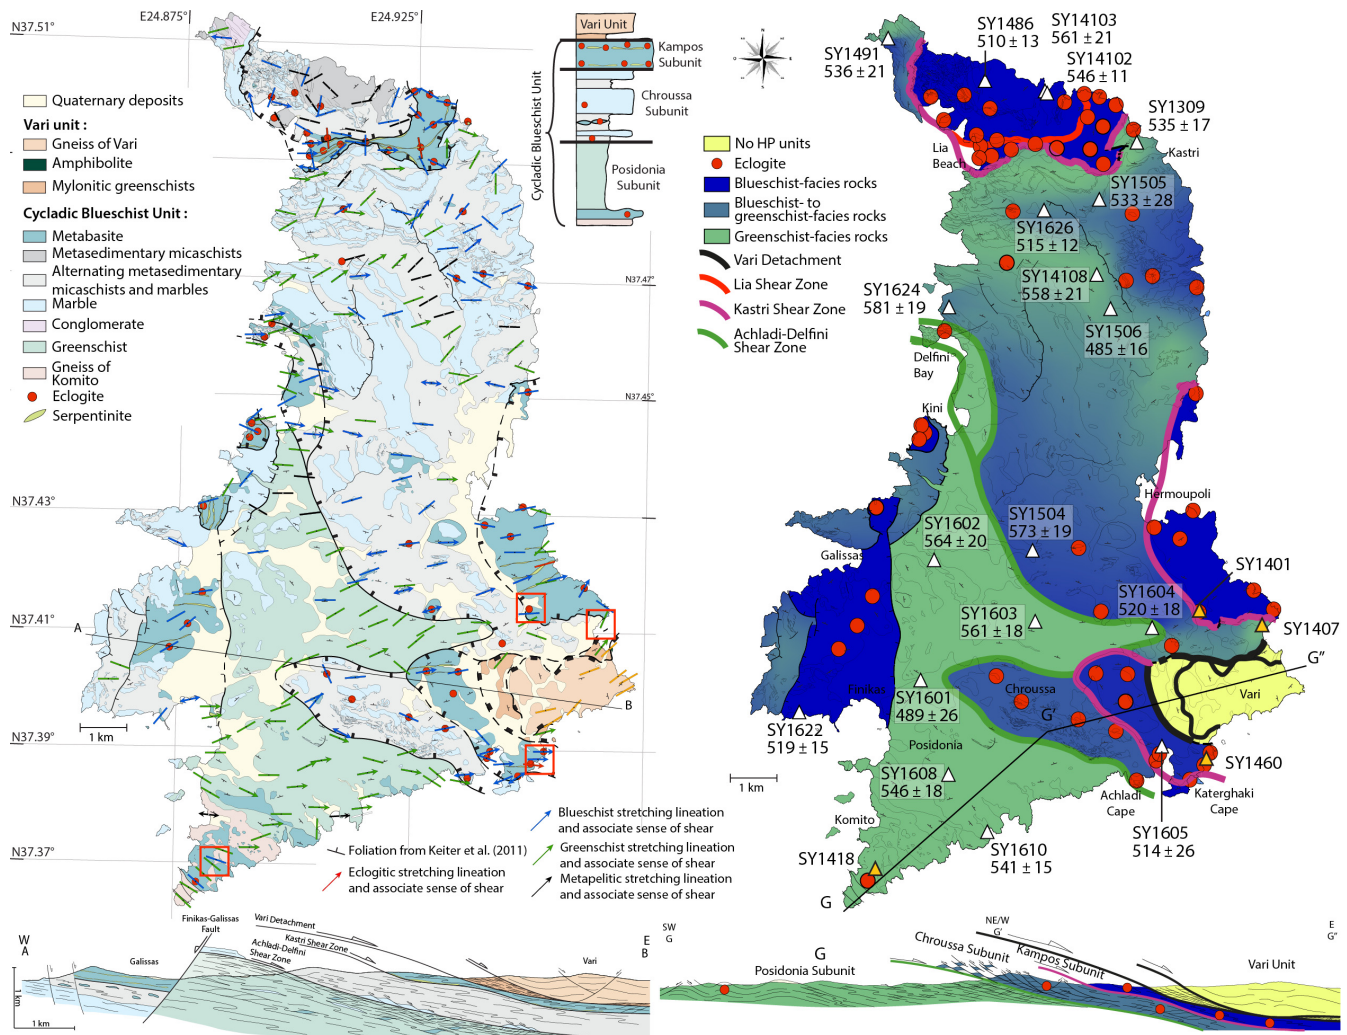 E24.875°
E24.925°
N37.51°
N37.47°
N37.45°
N37.43°
N37.41°
N37.39°
N37.37°
Quaternary deposits
Vari unit :
Gneiss of Vari
Amphibolite
Mylonitic greenschists
Cycladic Blueschist Unit :
Metabasite
Metasedimentary micaschists
Alternating metasedimentary
micaschists and marbles
Marble
Conglomerate
Greenschist
Gneiss of
Komito
Eclogite
Serpentinite
A
B
1 km
Foliation from Keiter et al. (2011)
Eclogitic stretching lineation
and associate sense of shear
Blueschist stretching lineation
and associate sense of shear
Greenschist stretching lineation
and associate sense of shear
Metapelitic stretching lineation
and associate sense of shear
Vari Unit
Kampos
Subunit
Chroussa
Subunit
Posidonia
Subunit
Cycladic Blueschist Unit
No HP units
Eclogite
Blueschist-facies rocks
Blueschist- to
greenschist-facies rocks
Greenschist-facies rocks
Vari Detachment
Lia Shear Zone
Kastri Shear Zone
Achladi-Delfini
Shear Zone
SY1491
536 ± 21
SY1486
510 ± 13
SY14103
561 ± 21
SY14102
546 ± 11
SY1309
535 ± 17
Kastri
Lia
Beach
SY1505
533 ± 28
SY1626
515 ± 12
SY14108
558 ± 21
SY1624
581 ± 19
SY1506
485 ± 16
Delfini
Bay
Kini
Hermoupoli
SY1504
573 ± 19
SY1602
564 ± 20
Galissas
SY1401
SY1604
520 ± 18
SY1603
561 ± 18
SY1407
G"
Finikas
SY1601
489 ± 26
Chroussa
G'
Vari
SY1622
519 ± 15
Posidonia
SY1608
546 ± 18
SY1460
1 km
Achladi
Cape
Katerghaki
Cape
Komito
SY1605
514 ± 26
SY1610
541 ± 15
SY1418
G
W
A
Finikas-Galissas
Fault
Galissas
Vari Detachment
Kastri Shear Zone
Achladi-Delfini
Shear Zone
Vari
E
B
1 km
1 km
SW
G
G
Posidonia Subunit
NE/W
G'
Chroussa Subunit
Kampos Subunit
Vari Unit
E
G"